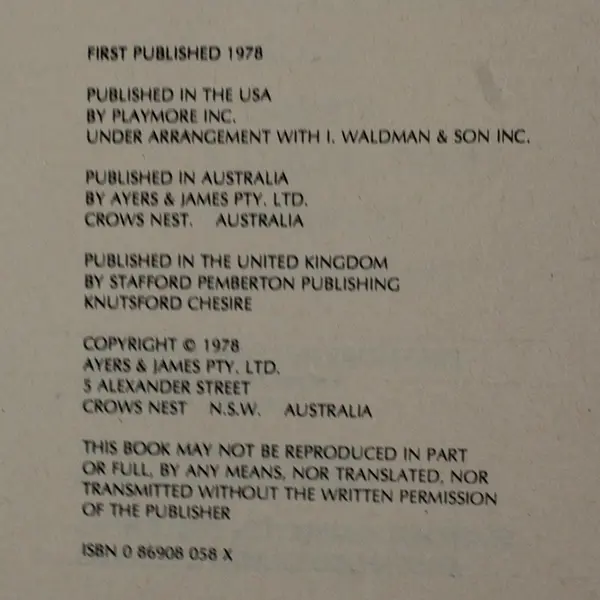 FIRST PUBLISHED 1978
PUBLISHED IN THE USA
BY PLAYMORE INC.
UNDER ARRANGEMENT WITH I. WALDMAN & SON INC.
PUBLISHED IN AUSTRALIA
BY AYERS & JAMES PTY. LTD.
CROWS NEST. AUSTRALIA
PUBLISHED IN THE UNITED KINGDOM
BY STAFFORD PEMBERTON PUBLISHING
KNUTSFORD CHESIRE
COPYRIGHT © 1978
AYERS & JAMES PTY. LTD.
5 ALEXANDER STREET
CROWS NEST N.S.W. AUSTRALIA
THIS BOOK MAY NOT BE REPRODUCED IN PART
OR FULL, BY ANY MEANS, NOR TRANSLATED, NOR
TRANSMITTED WITHOUT THE WRITTEN PERMISSION
OF THE PUBLISHER
ISBN 0 86908 058 X